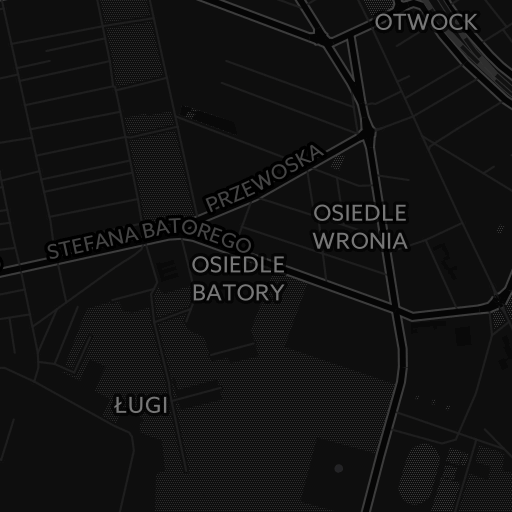 OTWOCK
PRZEWOSKA
OSIEDLE
WRONIA
STEFANA BATOREGO
OSIEDLE
BATORY
ŁUGI